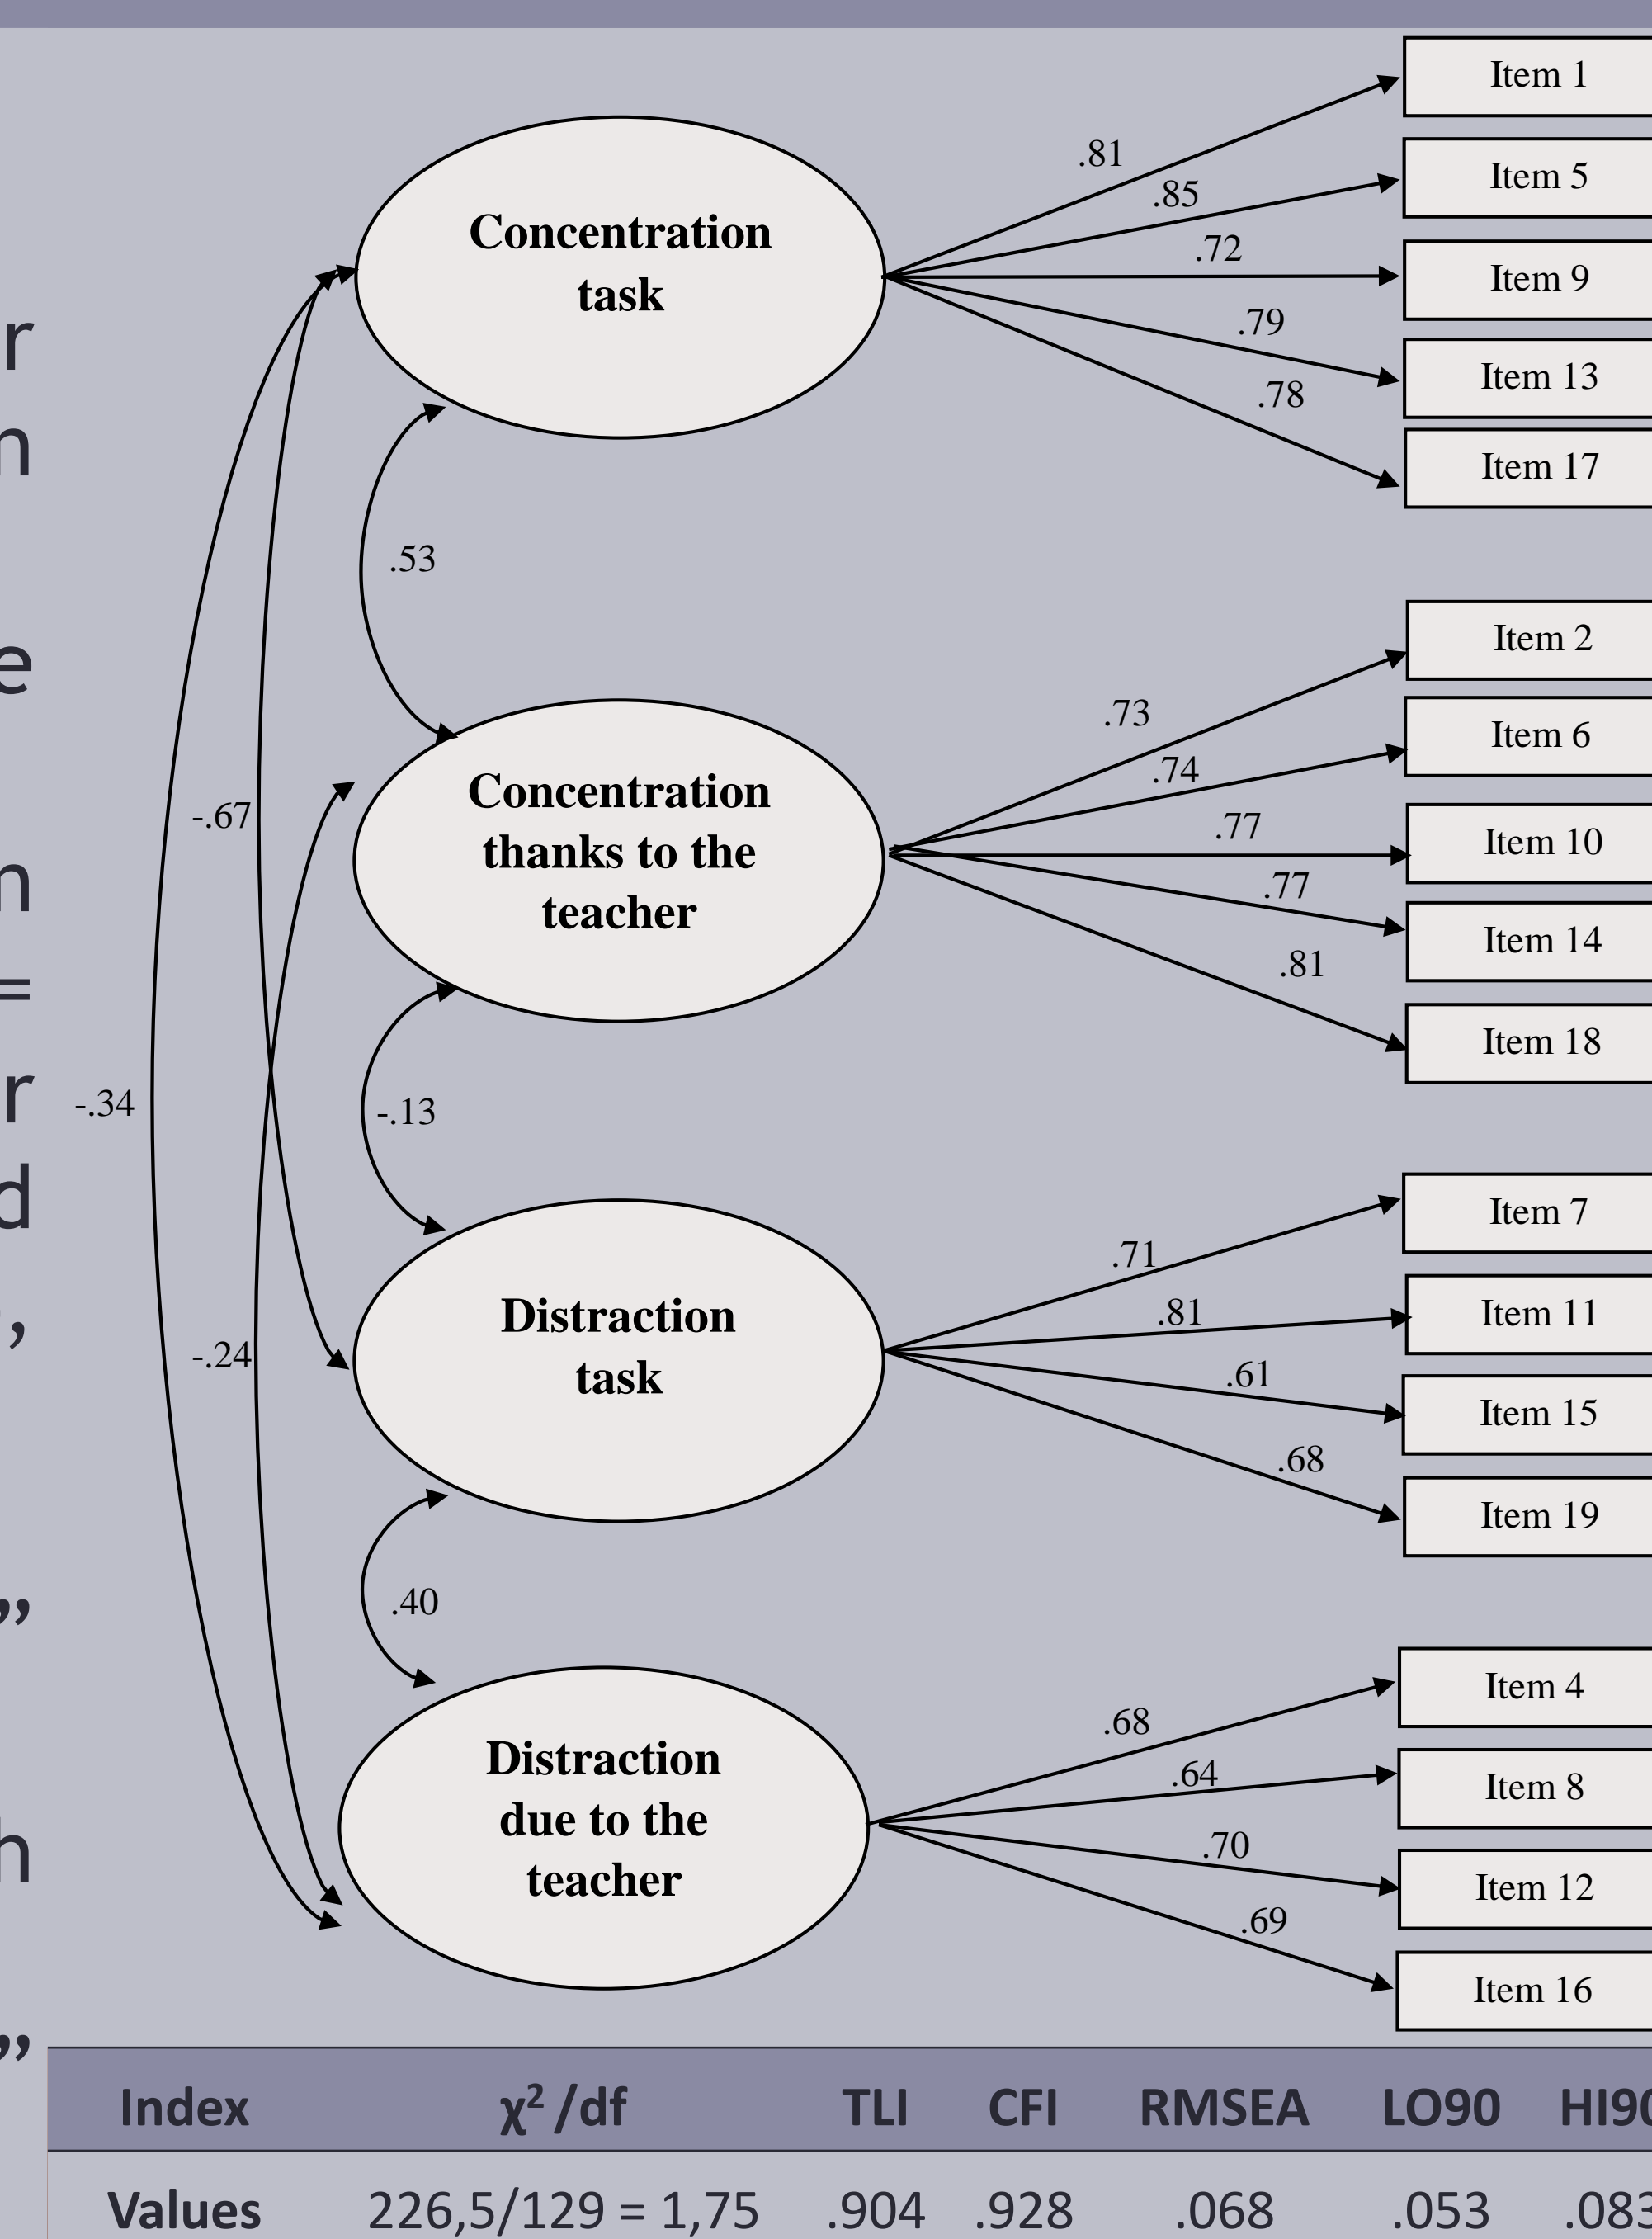 Item 1
.81
Item 5
.85
Concentration
task
.72
Item 9
.79
Item 13
.78
Item 17
.53
Item 2
.73
Item 6
.74
Concentration
thanks to the
teacher
.77
Item 10
.77
Item 14
.81
Item 18
-.67
-.34
-.13
Item 7
.71
.81
Item 11
Distraction
task
.61
Item 15
.68
Item 19
-.24
.40
Item 4
.68
.64
Item 8
Distraction
due to the
teacher
.70
Item 12
.69
Item 16
Index χ² /df TLI CFI RMSEA LO90 HI90
Values 226,5/129 = 1,75 .904 .928 .068 .053 .083